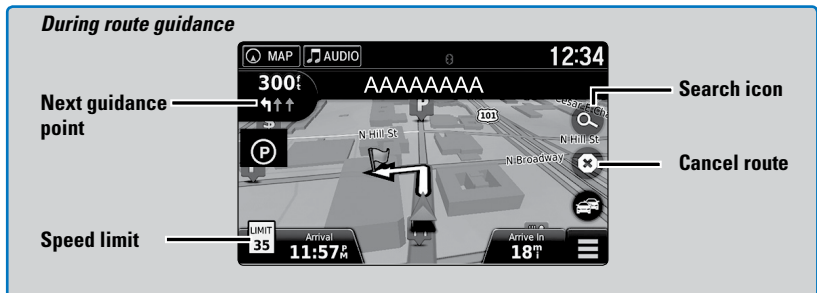 During route guidance
MAP
AUDIO
12:34
300ft
AAAAAAAA
Next guidance
point
Search icon
P
101
N Hill St
N Hill St
N Broadway
P
Cancel route
Speed limit
LIMIT
35
Arrival
11:57PM
Arrive In
18mi